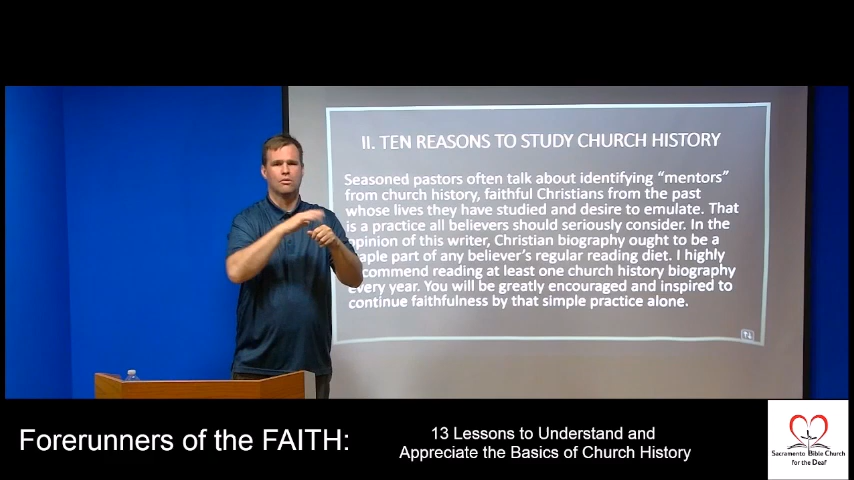 II. TEN REASONS TO STUDY CHURCH HISTORY
Seasoned pastors often talk about identifying "mentors"
from church history, faithful Christians from the past
whose lives they have studied and desire to emulate. That
is a practice all believers should seriously consider. In the
opinion of this writer, Christian biography ought to be a
part of any believer's regular reading diet. I highly
commend reading at least one church history biography
every year. You will be greatly encouraged and inspired to
continue faithfulness by that simple practice alone.
Forerunners of the FAITH:
13 Lessons to Understand and
Appreciate the Basics of Church History
Sacramento Bible Church
for the Deaf